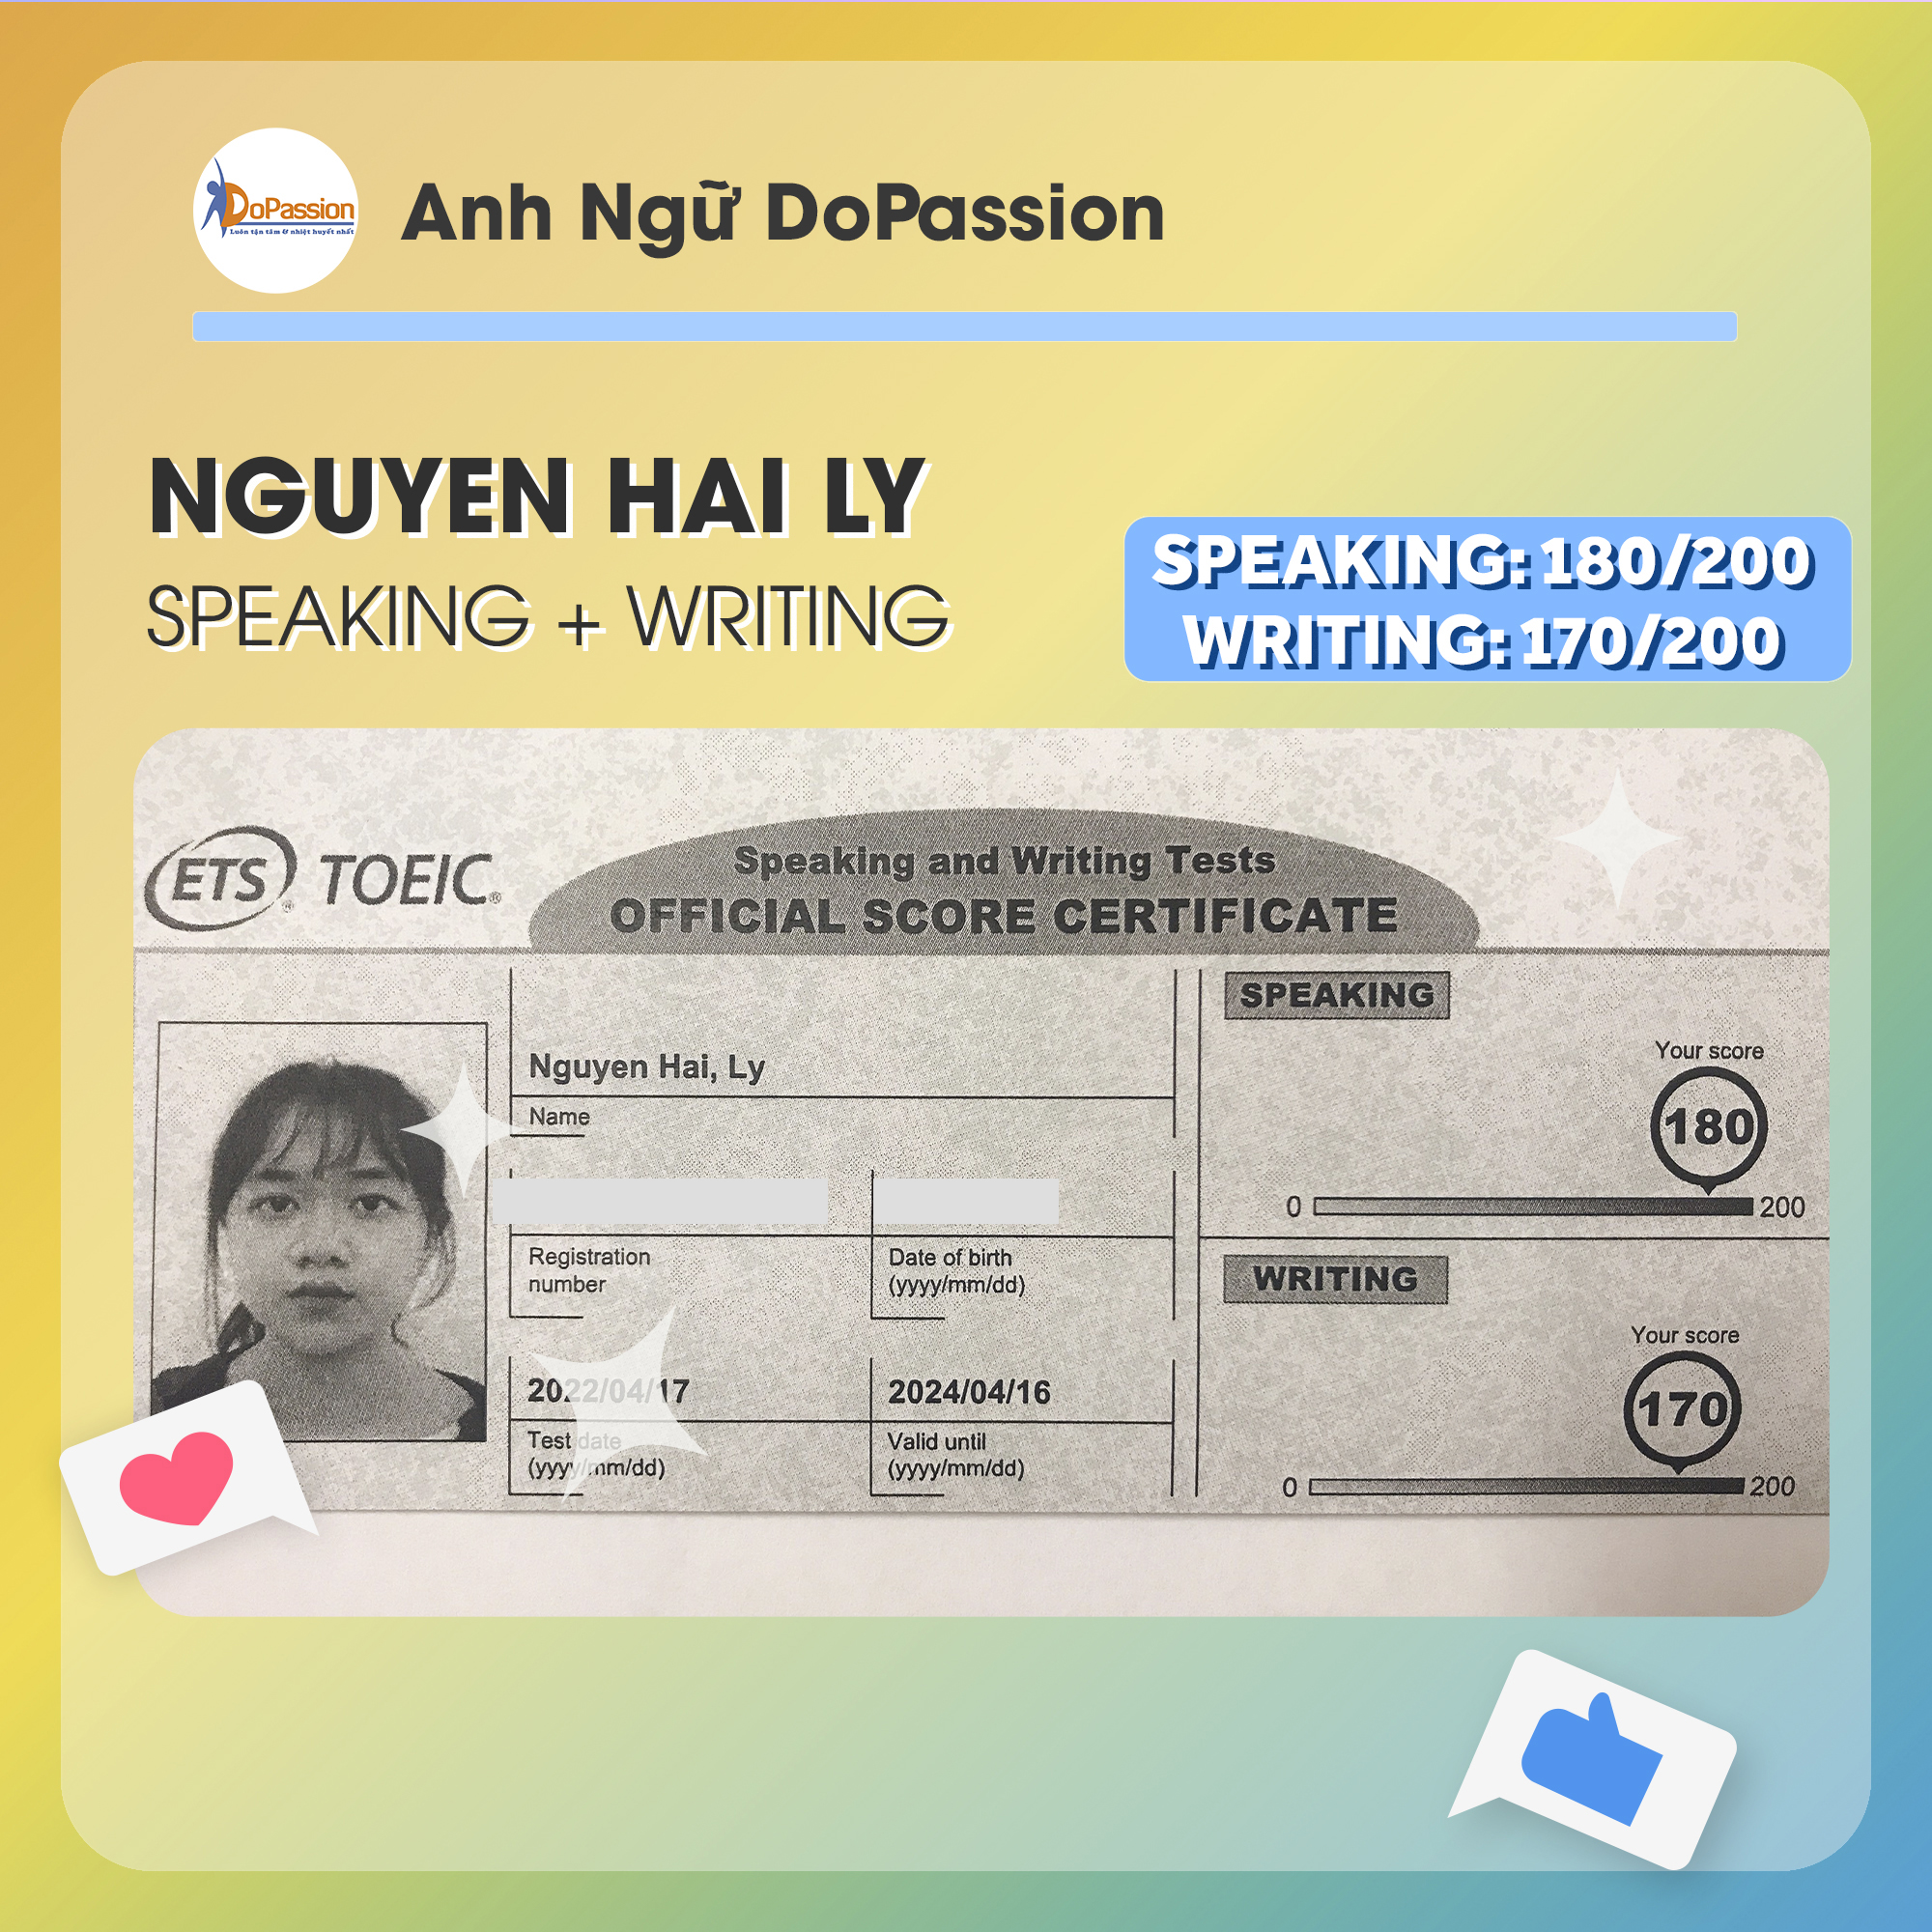 DoPassion
Luôn tận tâm & nhiệt huyết nhất
Anh Ngữ DoPassion
NGUYEN HAI LY
SPEAKING + WRITING
SPEAKING: 180/200
WRITING: 170/200
ETS® TOEIC®
Speaking and Writing Tests
OFFICIAL SCORE CERTIFICATE
Nguyen Hai, Ly
Name
Registration
number
Date of birth
(yyyy/mm/dd)
2022/04/17
Test date
(yyyy/mm/dd)
2024/04/16
Valid until
(yyyy/mm/dd)
SPEAKING
Your score
180
0
200
WRITING
Your score
170
0
200